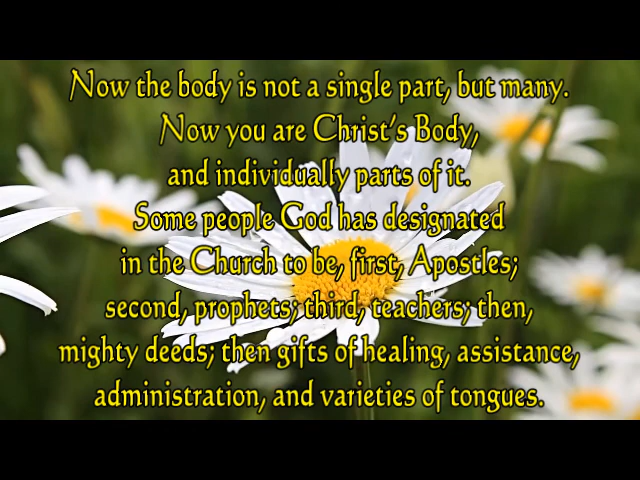 Now the body is not a single part, but many.
Now you are Christ's Body,
and individually parts of it.
Some people God has designated
in the Church to be, first, Apostles;
second, prophets; third, teachers; then,
mighty deeds; then gifts of healing, assistance,
administration, and varieties of tongues.